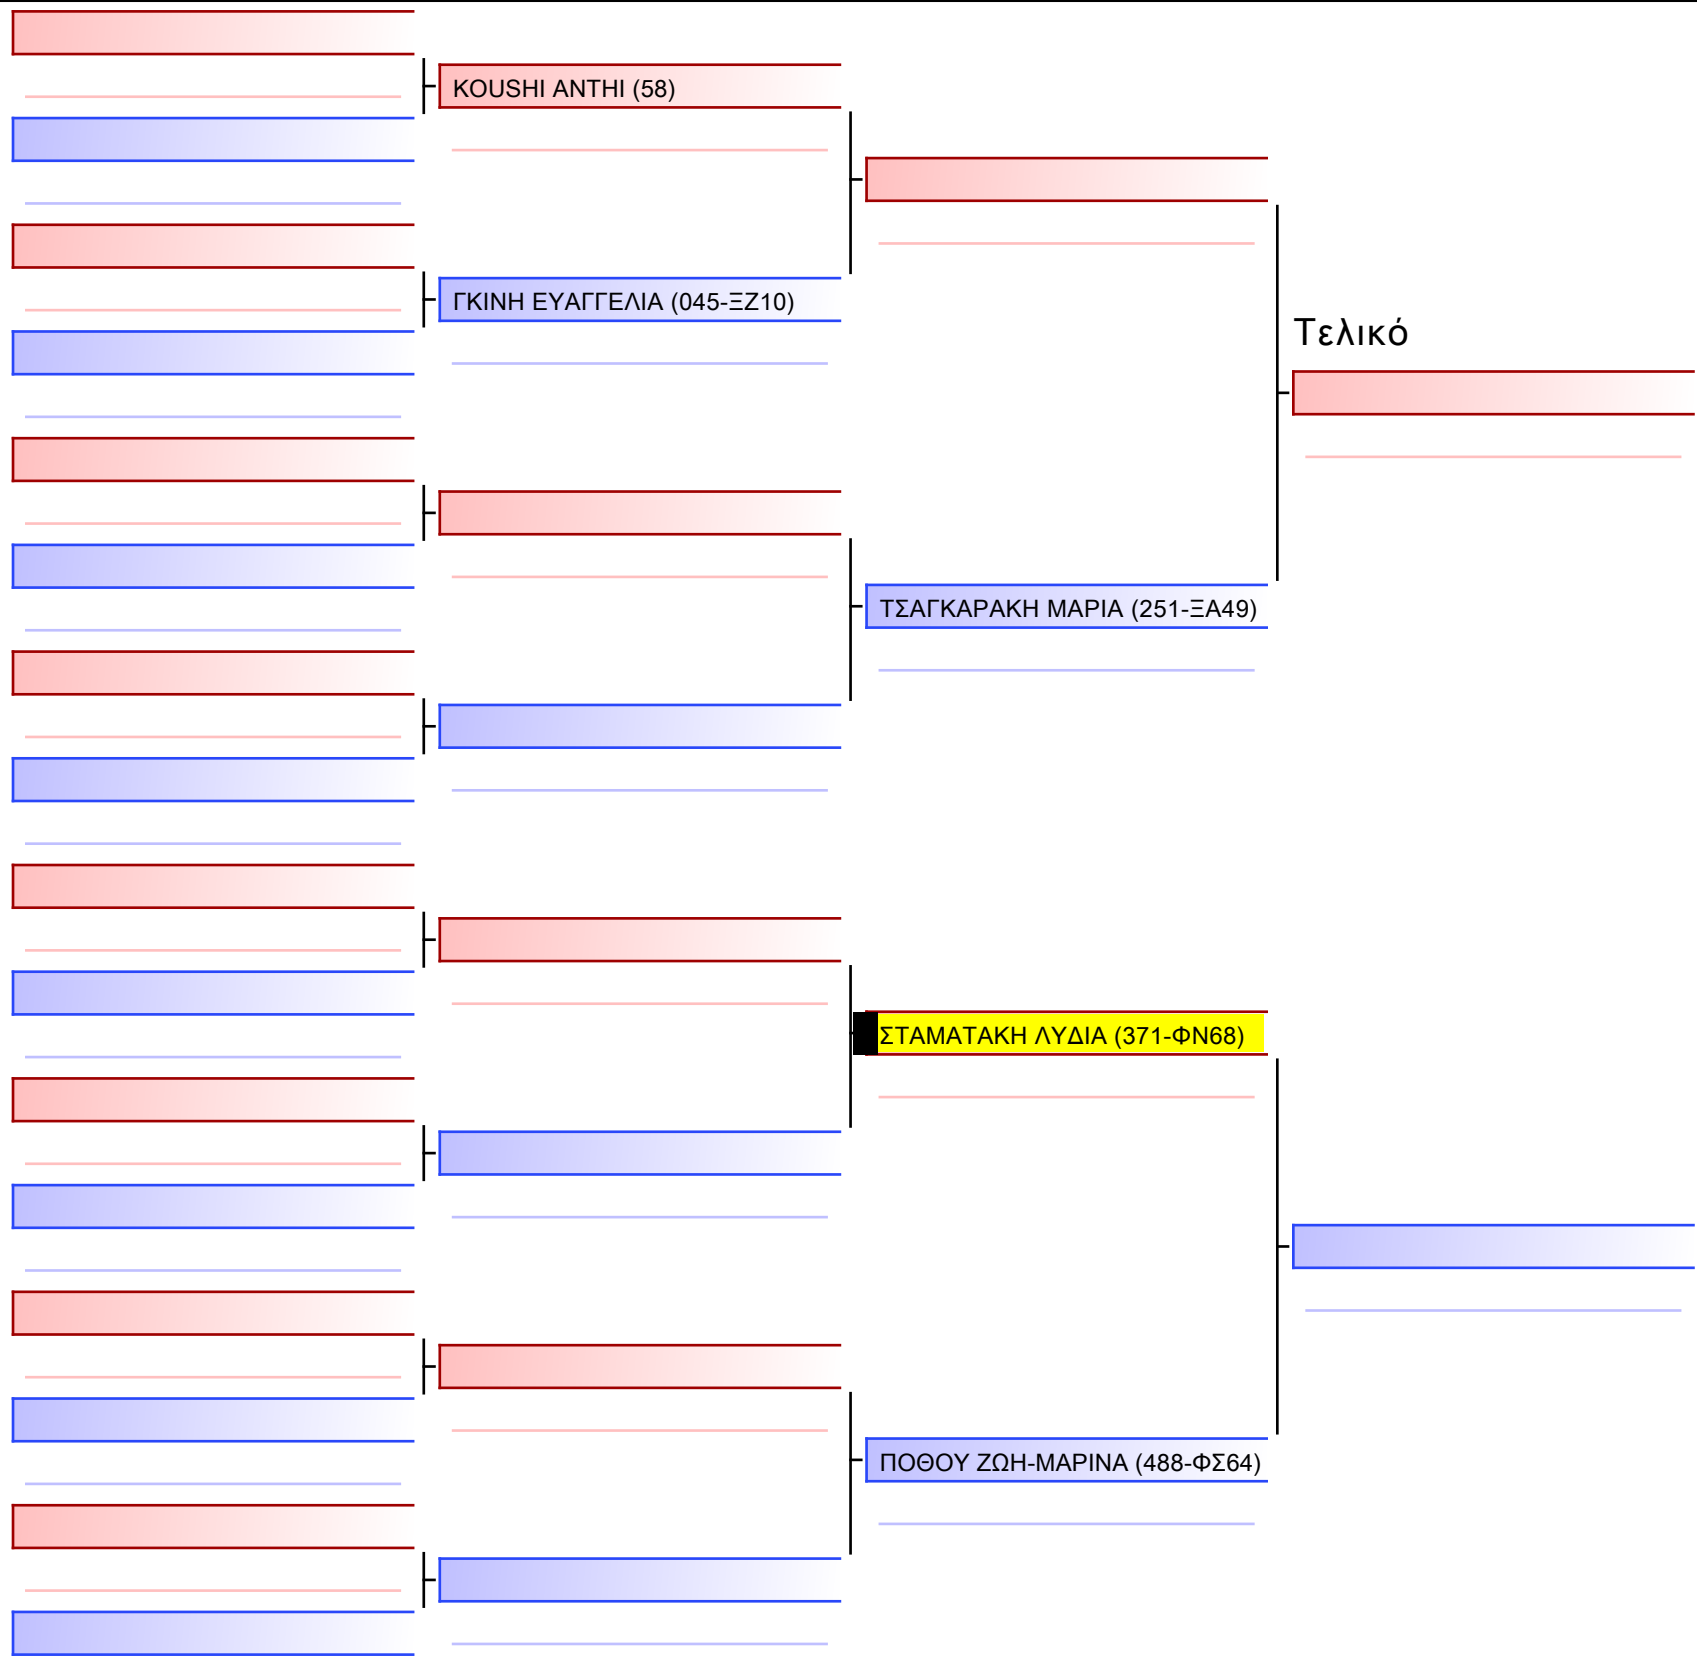 KOUSHI ANTHI (58)
ΓΚΙΝΗ ΕΥΑΓΓΕΛΙΑ (045-ΞΖ10)
Τελικό
ΤΣΑΓΚΑΡΑΚΗ ΜΑΡΙΑ (251-ΞΑ49)
ΣΤΑΜΑΤΑΚΗ ΛΥΔΙΑ (371-ΦΝ68)
ΠΟΘΟΥ ΖΩΗ-ΜΑΡΙΝΑ (488-ΦΣ64)